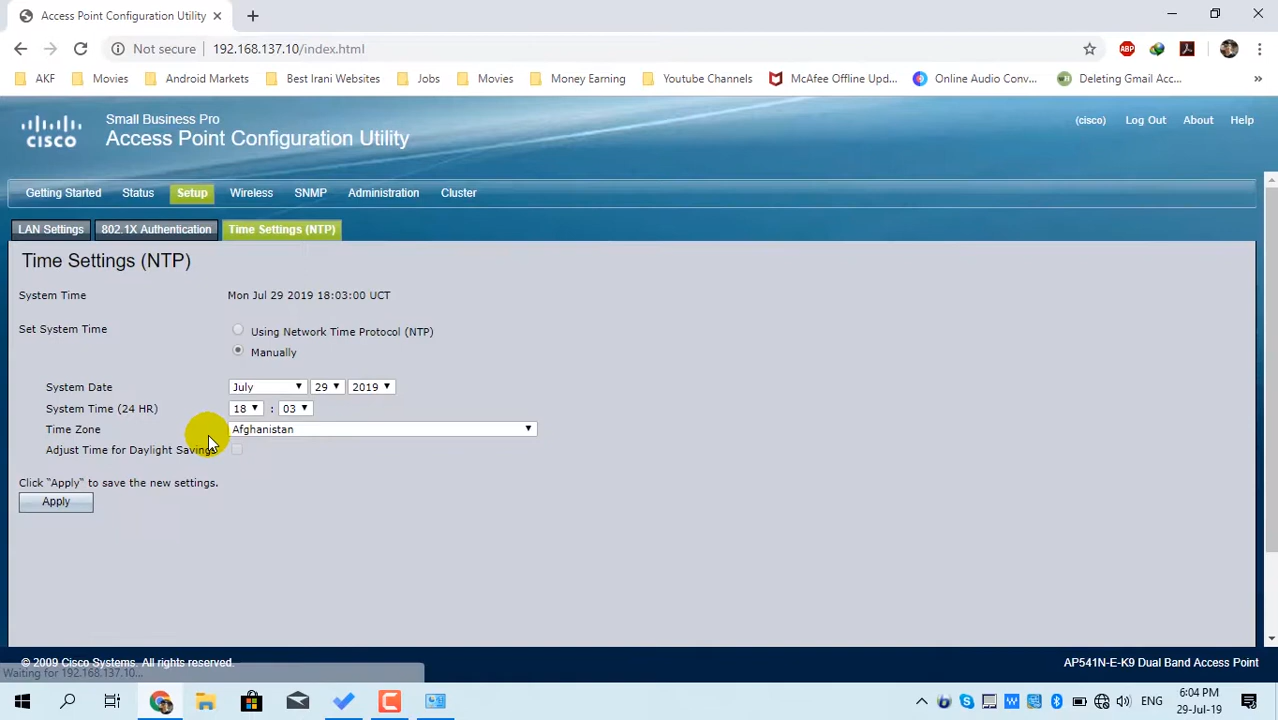 Access Point Configuration Utility
Not secure 192.168.137.10/index.html
ABP
AKF Movies Android Markets Best Irani Websites Jobs Movies Money Earning Youtube Channels McAfee Offline Upd... Online Audio Conv... Deleting Gmail Acc... »
CISCO
Small Business Pro
Access Point Configuration Utility
(cisco) Log Out About Help
Getting Started Status Setup Wireless SNMP Administration Cluster
LAN Settings 802.1X Authentication Time Settings (NTP)
Time Settings (NTP)
System Time Mon Jul 29 2019 18:03:00 UCT
Set System Time Using Network Time Protocol (NTP)
Manually
System Date July 29 2019
System Time (24 HR) 18 : 03
Time Zone Afghanistan
Adjust Time for Daylight Savings
Click "Apply" to save the new settings.
Apply
© 2009 Cisco Systems. All rights reserved. AP541N-E-K9 Dual Band Access Point
Waiting for 192.168.137.10...
ENG
6:04 PM
29-Jul-19